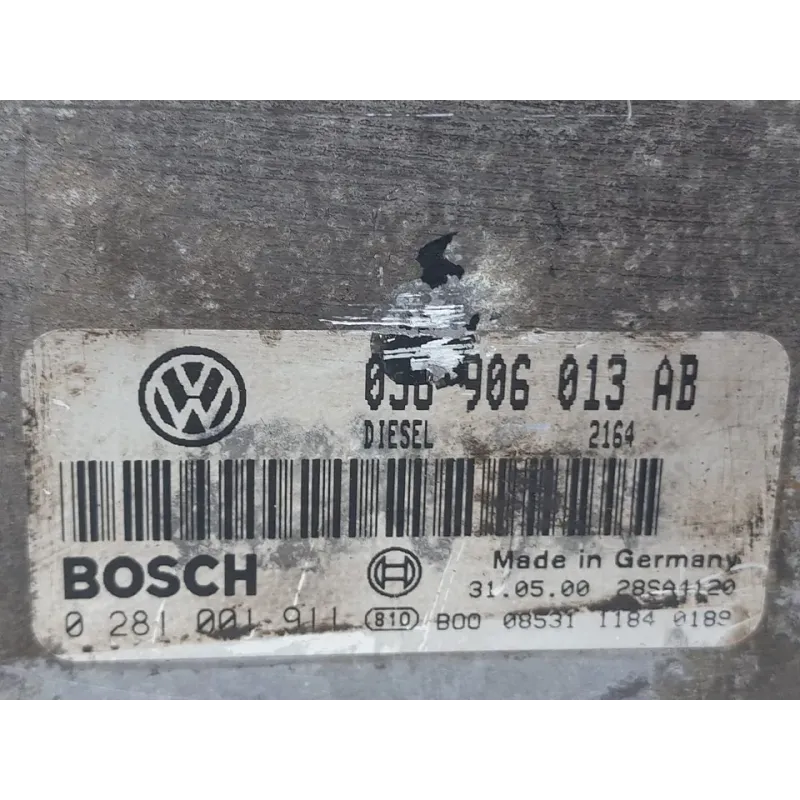 038 906 013 AB
DIESEL 2164
BOSCH Made in Germany
31.05.00 28SA1120
0 281 001 911 810 B00 08531 1184 0189